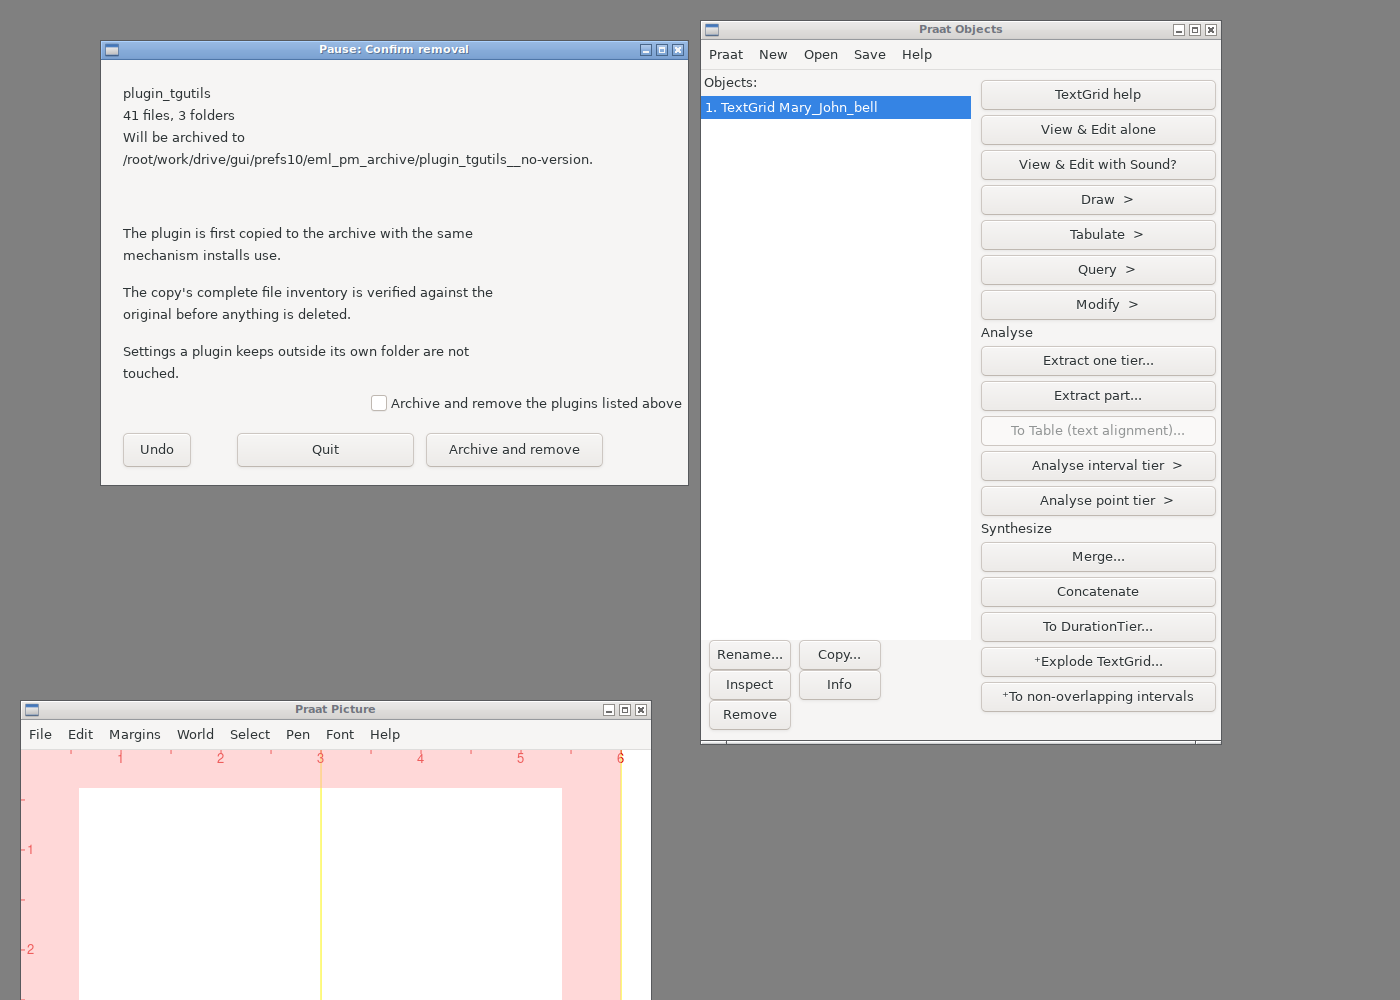 Pause: Confirm removal
plugin_tgutils
41 files, 3 folders
Will be archived to
/root/work/drive/gui/prefs10/eml_pm_archive/plugin_tgutils__no-version.
The plugin is first copied to the archive with the same
mechanism installs use.
The copy's complete file inventory is verified against the
original before anything is deleted.
Settings a plugin keeps outside its own folder are not
touched.
Archive and remove the plugins listed above
Undo
Quit
Archive and remove
Praat Objects
Praat New Open Save Help
Objects:
1. TextGrid Mary_John_bell
TextGrid help
View & Edit alone
View & Edit with Sound?
Draw >
Tabulate >
Query >
Modify >
Analyse
Extract one tier...
Extract part...
To Table (text alignment)...
Analyse interval tier >
Analyse point tier >
Synthesize
Merge...
Concatenate
To DurationTier...
⁺Explode TextGrid...
⁺To non-overlapping intervals
Rename... Copy...
Inspect Info
Remove
Praat Picture
File Edit Margins World Select Pen Font Help
1 2 3 4 5 6
1
2